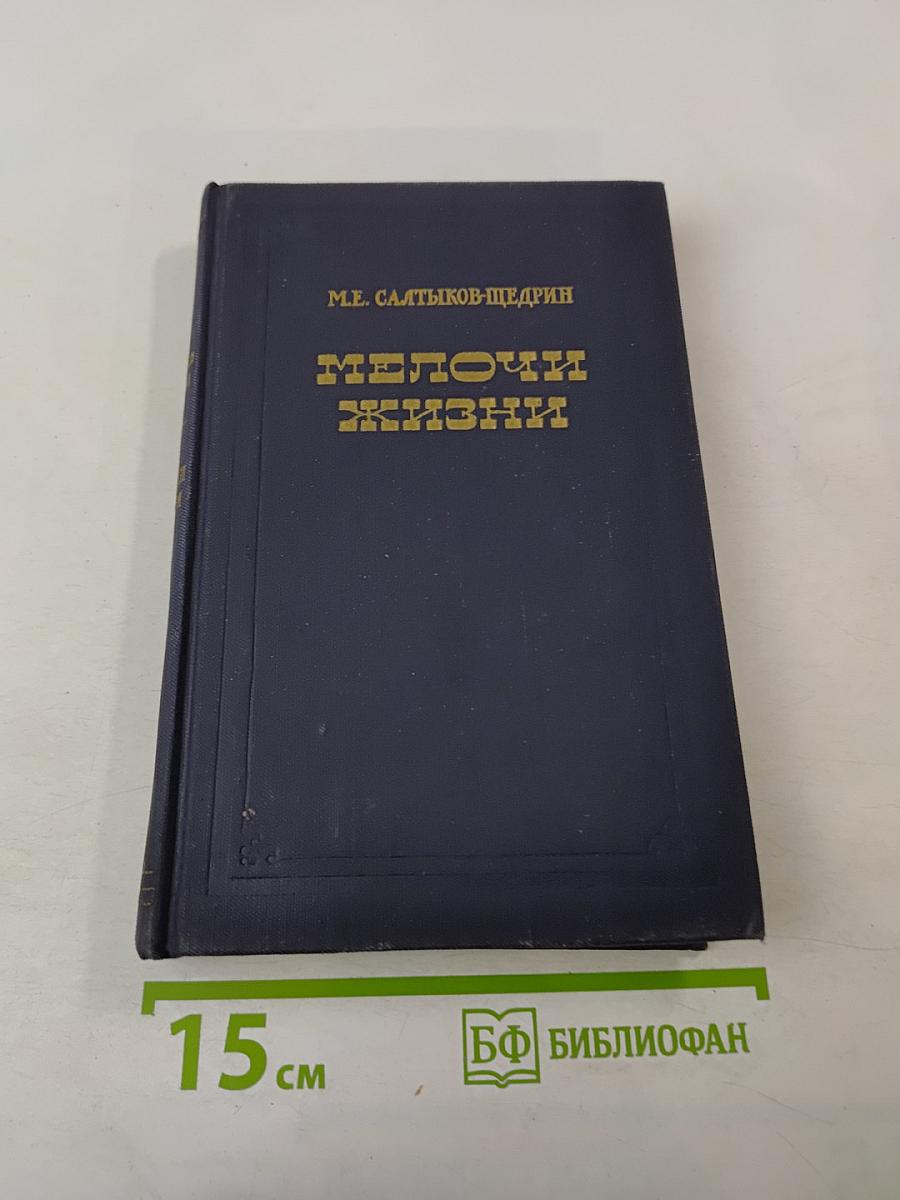 М.Е. САЛТЫКОВ-ЩЕДРИН
МЕЛОЧИ
ЖИЗНИ
15 см
БФ БИБЛИОФАН